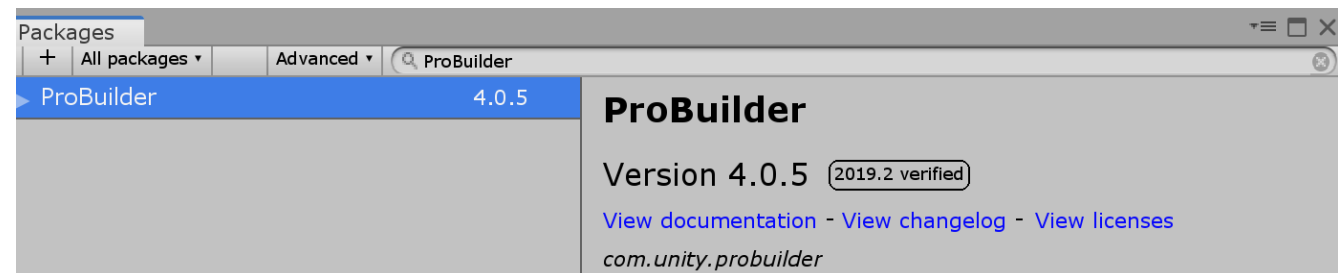 Packages
+ All packages ▾ Advanced ▾ ProBuilder
ProBuilder 4.0.5
ProBuilder
Version 4.0.5 2019.2 verified
View documentation - View changelog - View licenses
com.unity.probuilder